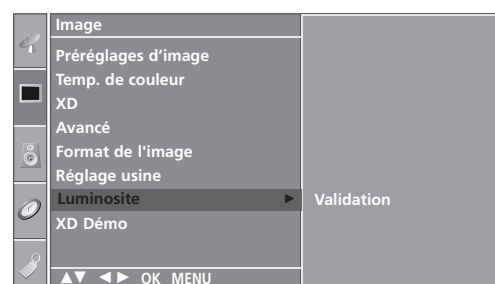 Image
Préréglages d’image
Temp. de couleur
XD
Avancé
Format de l'image
Réglage usine
Luminosite ► Validation
XD Démo
▲▼ ◄► OK MENU